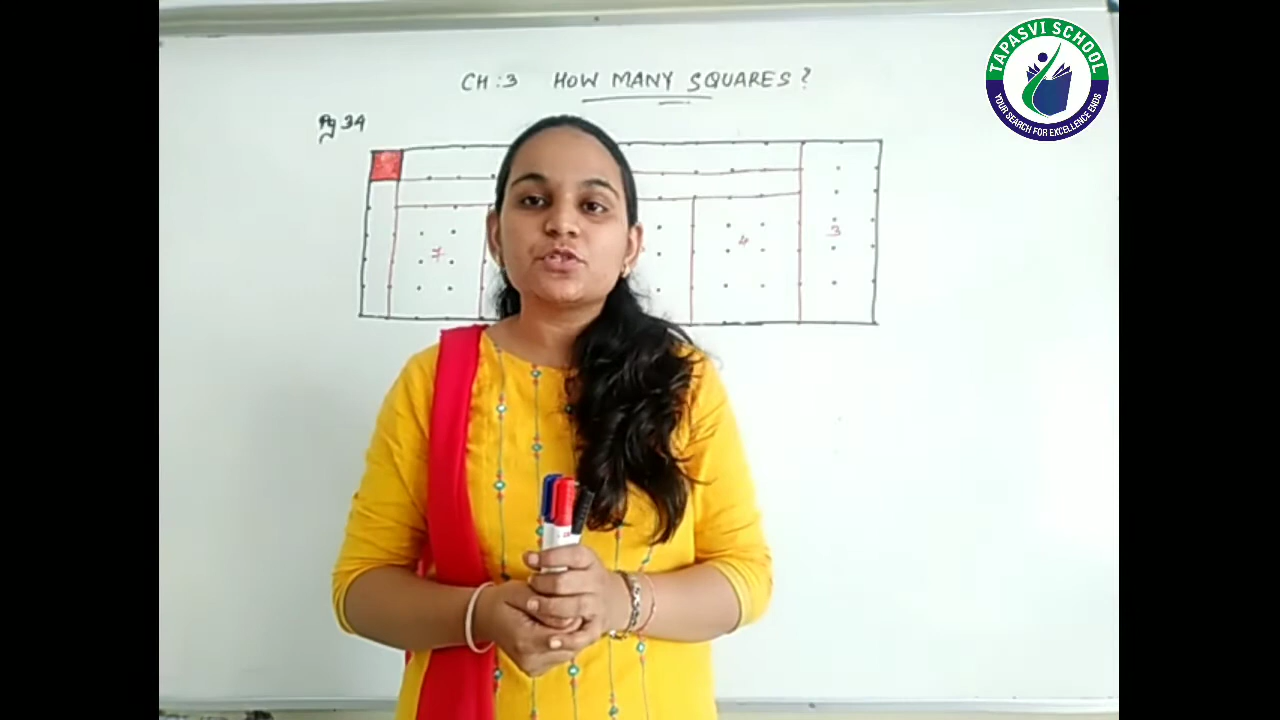 TAPASVI SCHOOL
YOUR SEARCH FOR EXCELLENCE ENDS
CH:3 HOW MANY SQUARES?
Pg 34
7
4
3